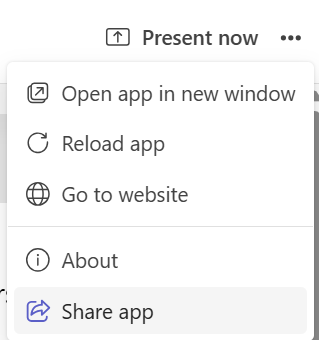 Present now
Open app in new window
Reload app
Go to website
About
Share app